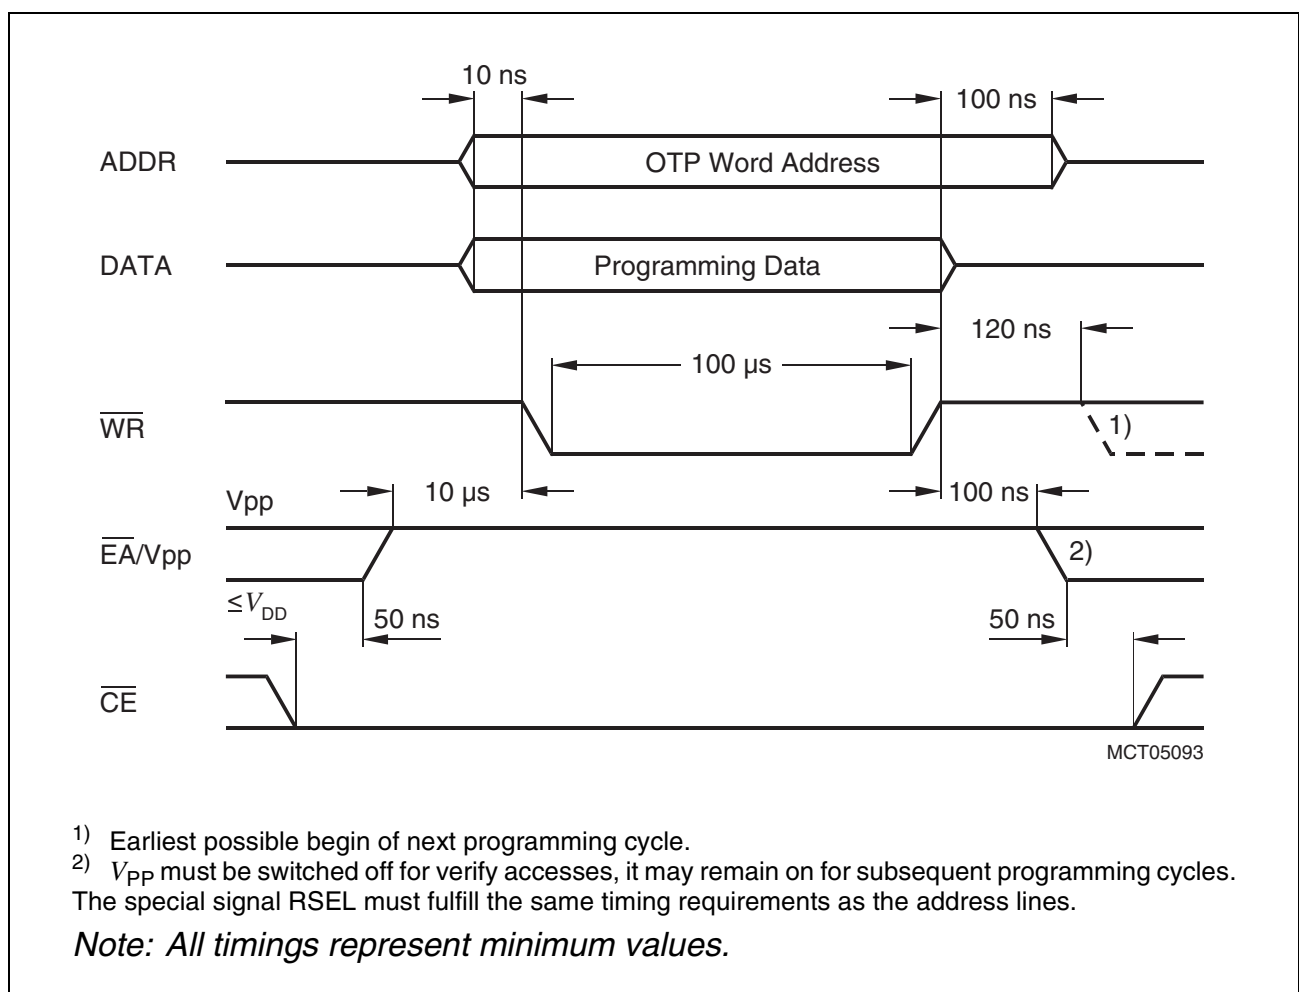 10 ns
100 ns
ADDR
OTP Word Address
DATA
Programming Data
120 ns
100 µs
WR
1)
Vpp
10 µs
100 ns
EA/Vpp
2)
≤VDD
50 ns
50 ns
CE
MCT05093
1) Earliest possible begin of next programming cycle.
2) VPP must be switched off for verify accesses, it may remain on for subsequent programming cycles.
The special signal RSEL must fulfill the same timing requirements as the address lines.
Note: All timings represent minimum values.